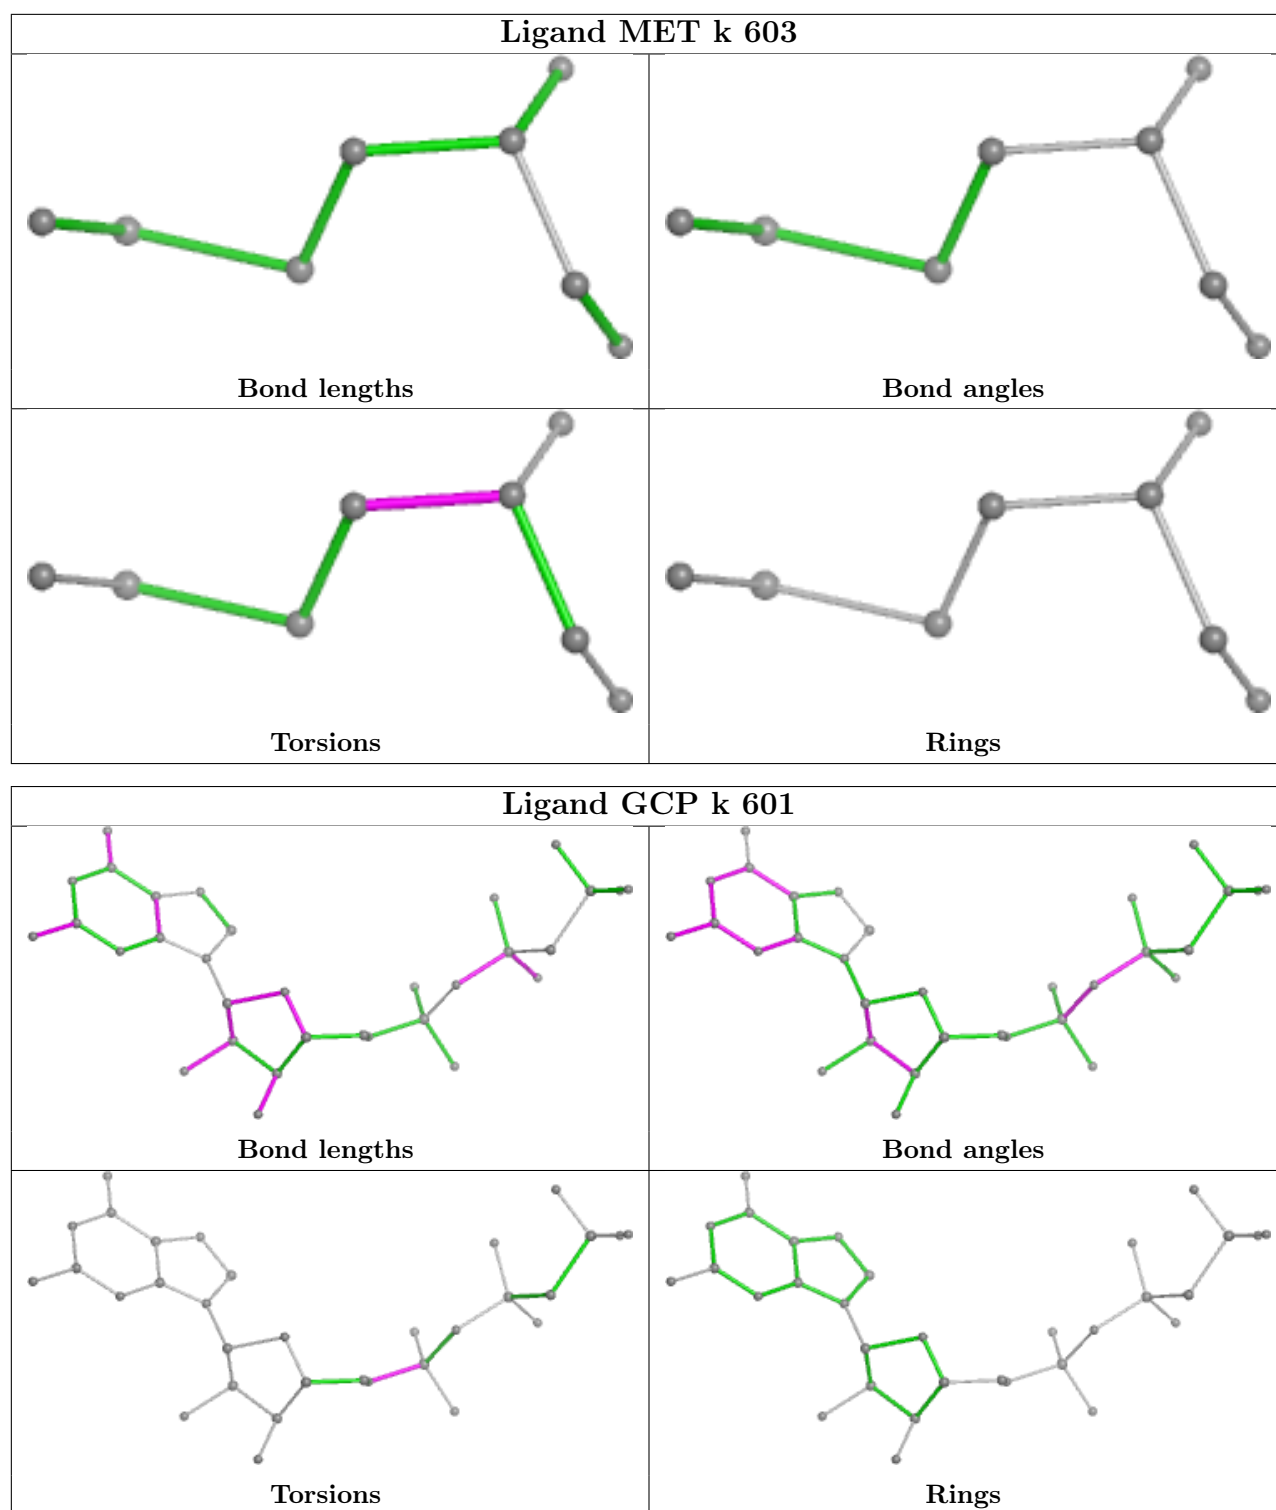 Ligand MET k 603
Bond lengths
Bond angles
Torsions
Rings
Ligand GCP k 601
Bond lengths
Bond angles
Torsions
Rings